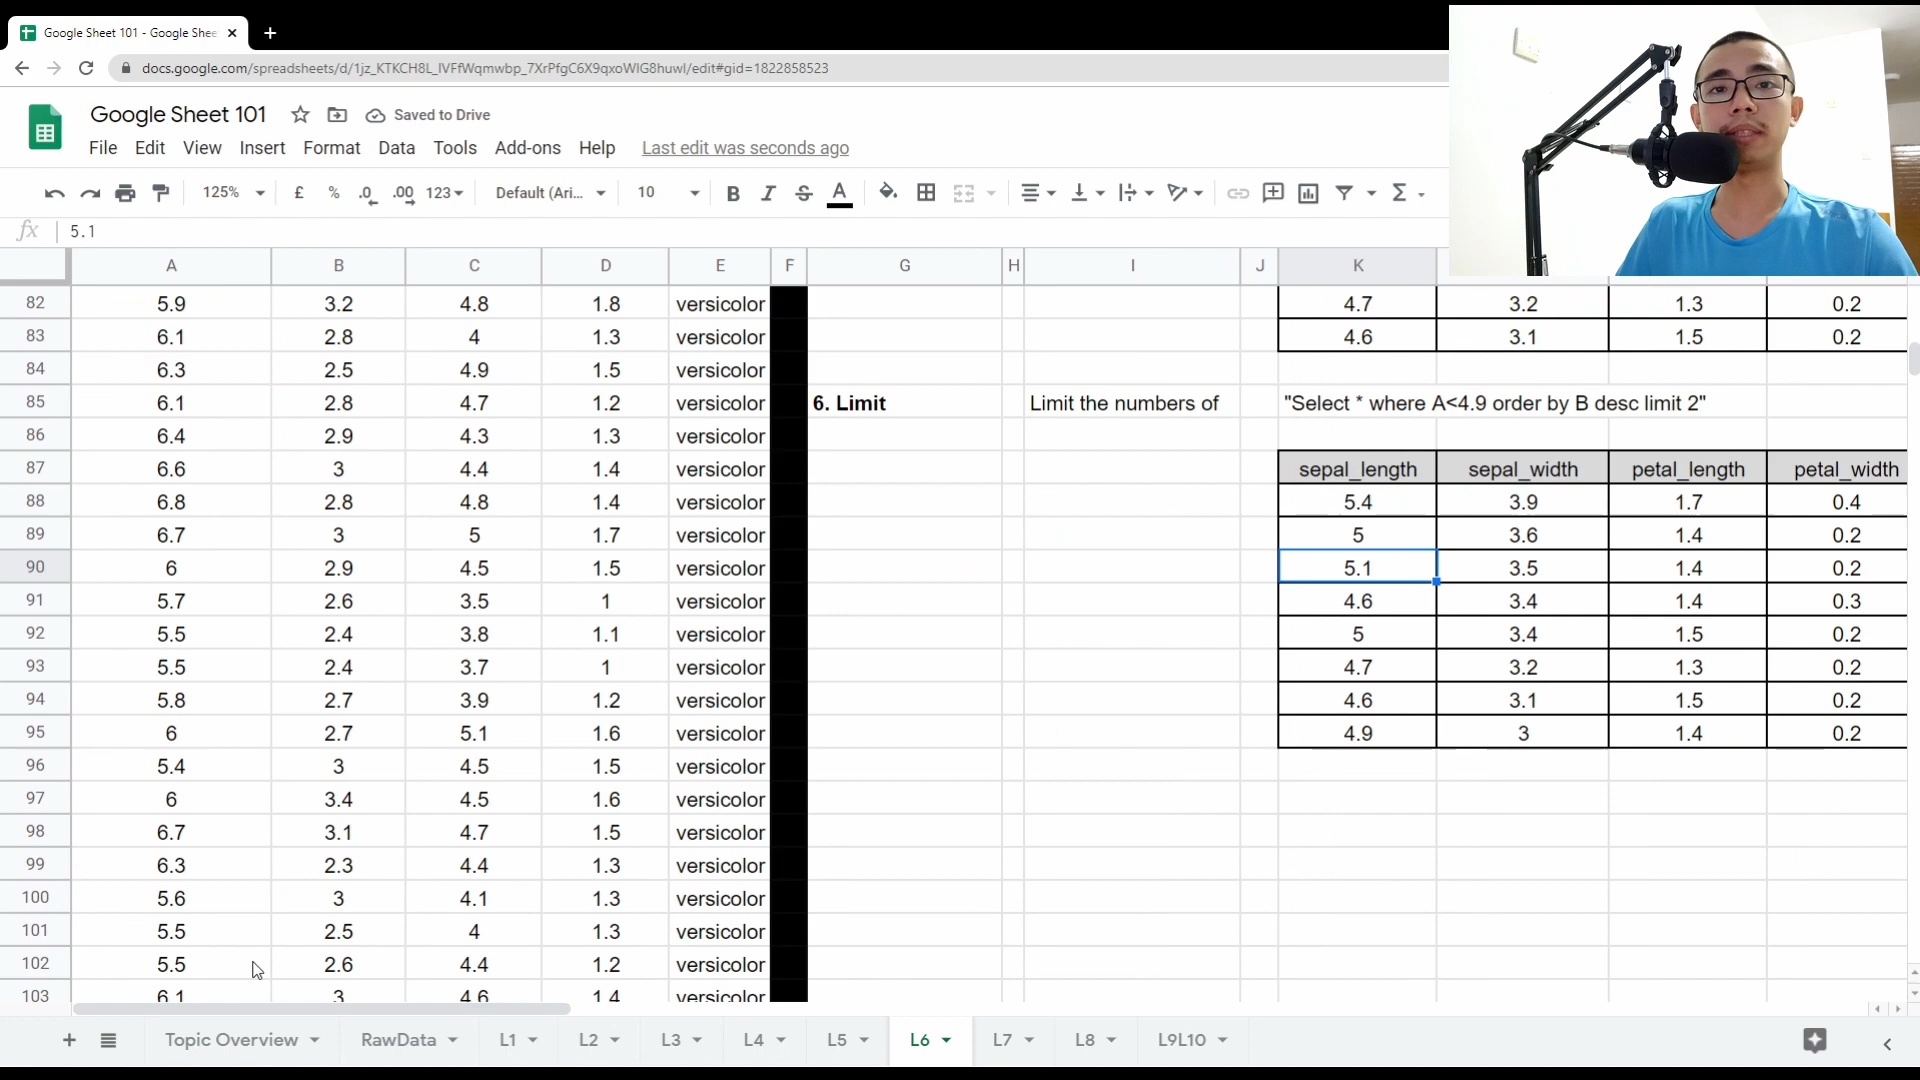 Google Sheet 101 - Google Shee
docs.google.com/spreadsheets/d/1jz_KTKCH8L_lVFfWqmwbp_7XrPfgC6X9qxoWIG8huwI/edit#gid=1822858523
Google Sheet 101 Saved to Drive
File Edit View Insert Format Data Tools Add-ons Help Last edit was seconds ago
125% £ % .0 .00 123 Default (Ari... 10 B I S A Σ
fx 5.1
A B C D E F G H I J K
82 5.9 3.2 4.8 1.8 versicolor 4.7 3.2 1.3 0.2
83 6.1 2.8 4 1.3 versicolor 4.6 3.1 1.5 0.2
84 6.3 2.5 4.9 1.5 versicolor
85 6.1 2.8 4.7 1.2 versicolor 6. Limit Limit the numbers of "Select * where A<4.9 order by B desc limit 2"
86 6.4 2.9 4.3 1.3 versicolor
87 6.6 3 4.4 1.4 versicolor sepal_length sepal_width petal_length petal_width
88 6.8 2.8 4.8 1.4 versicolor 5.4 3.9 1.7 0.4
89 6.7 3 5 1.7 versicolor 5 3.6 1.4 0.2
90 6 2.9 4.5 1.5 versicolor 5.1 3.5 1.4 0.2
91 5.7 2.6 3.5 1 versicolor 4.6 3.4 1.4 0.3
92 5.5 2.4 3.8 1.1 versicolor 5 3.4 1.5 0.2
93 5.5 2.4 3.7 1 versicolor 4.7 3.2 1.3 0.2
94 5.8 2.7 3.9 1.2 versicolor 4.6 3.1 1.5 0.2
95 6 2.7 5.1 1.6 versicolor 4.9 3 1.4 0.2
96 5.4 3 4.5 1.5 versicolor
97 6 3.4 4.5 1.6 versicolor
98 6.7 3.1 4.7 1.5 versicolor
99 6.3 2.3 4.4 1.3 versicolor
100 5.6 3 4.1 1.3 versicolor
101 5.5 2.5 4 1.3 versicolor
102 5.5 2.6 4.4 1.2 versicolor
103 6.1 3 4.6 1.4 versicolor
Topic Overview RawData L1 L2 L3 L4 L5 L6 L7 L8 L9L10